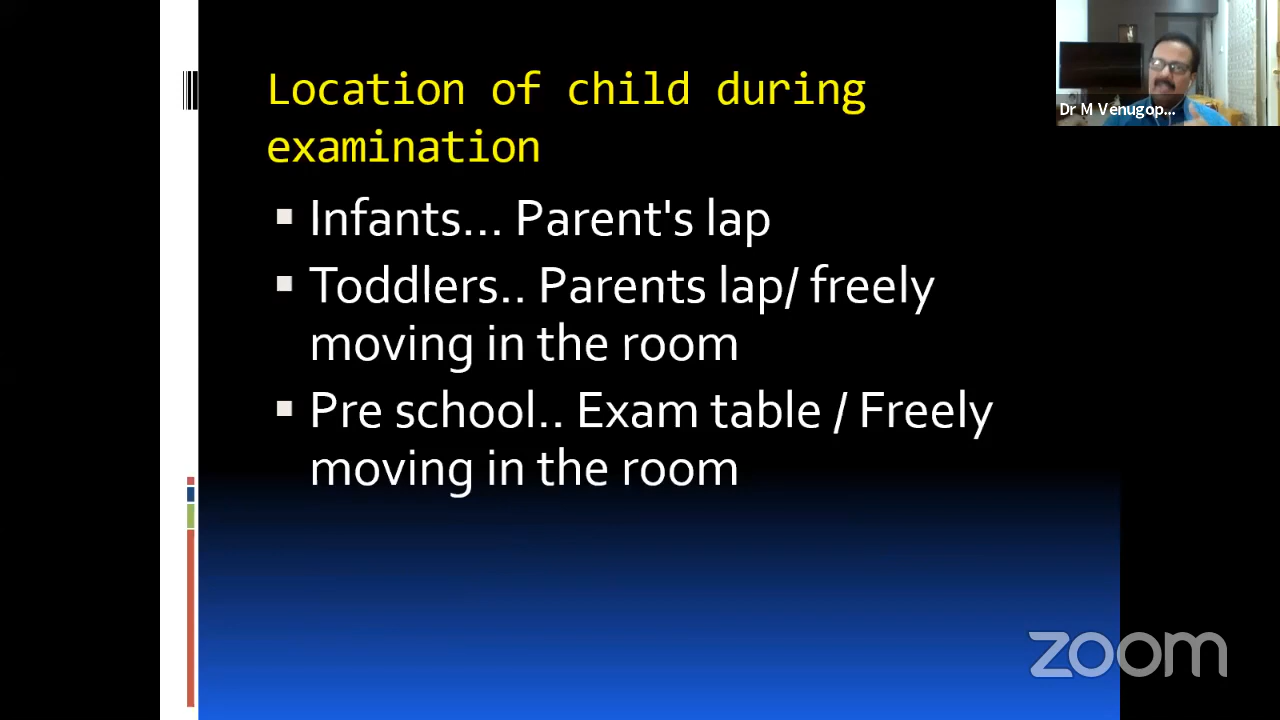 Location of child during
examination
Infants... Parent's lap
Toddlers.. Parents lap/ freely
moving in the room
Pre school.. Exam table / Freely
moving in the room
Dr M Venugop...
zoom